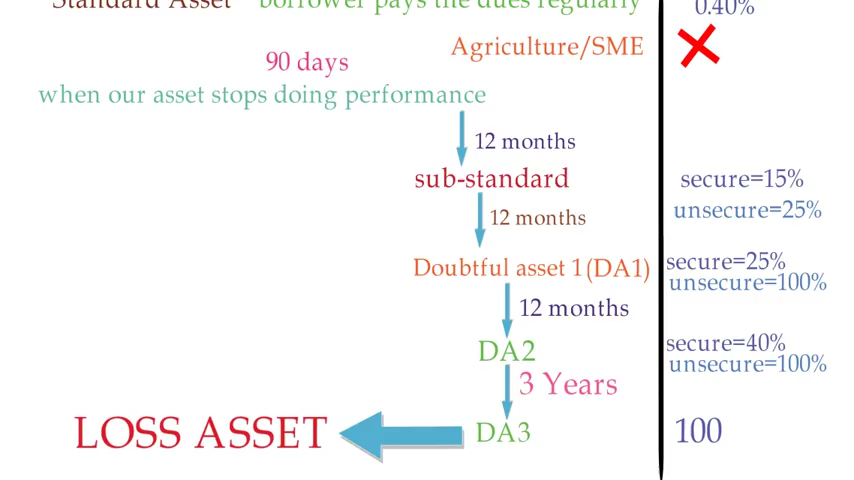 Standard Asset borrower pays the dues regularly 0.40%
Agriculture/SME
90 days
when our asset stops doing performance
12 months
sub-standard secure=15%
12 months unsecure=25%
Doubtful asset 1(DA1) secure=25%
unsecure=100%
12 months
DA2 secure=40%
unsecure=100%
3 Years
LOSS ASSET DA3 100